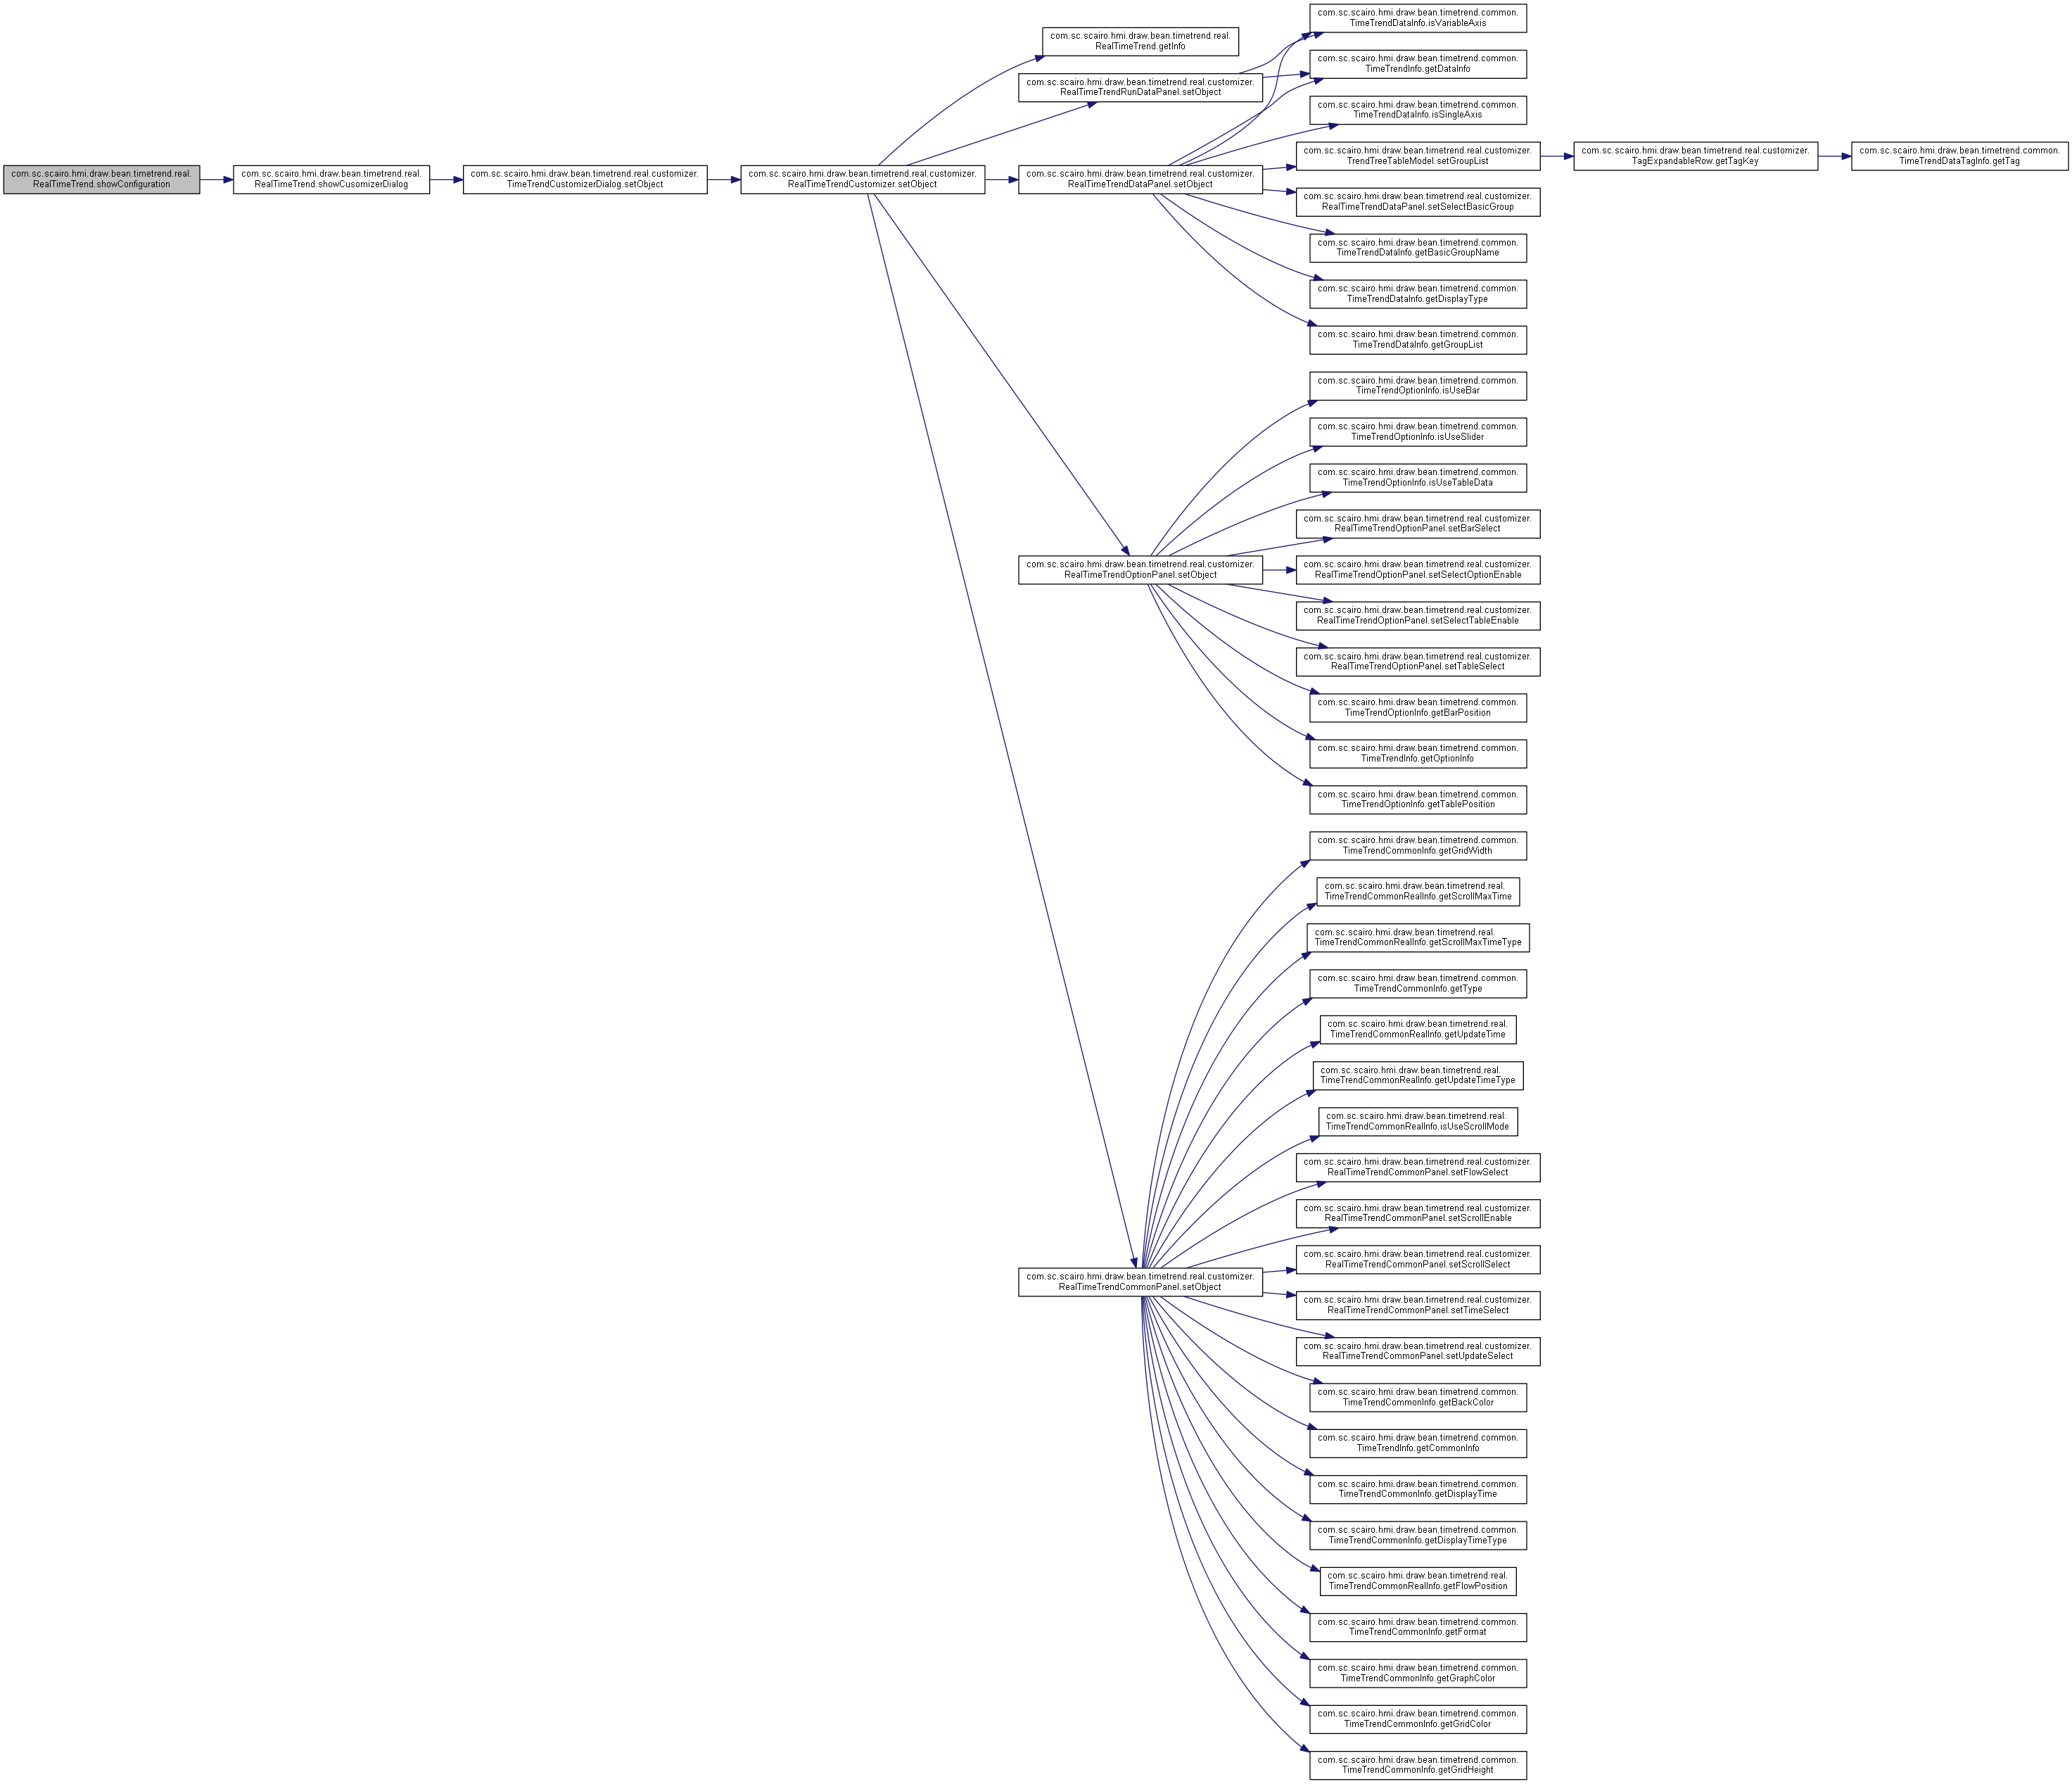 com.sc.scairo.hmi.draw.bean.timetrend.real.
RealTimeTrend.showConfiguration
com.sc.scairo.hmi.draw.bean.timetrend.real.
RealTimeTrend.showCusomizerDialog
com.sc.scairo.hmi.draw.bean.timetrend.real.customizer.
TimeTrendCustomizerDialog.setObject
com.sc.scairo.hmi.draw.bean.timetrend.real.customizer.
RealTimeTrendCustomizer.setObject
com.sc.scairo.hmi.draw.bean.timetrend.real.
RealTimeTrend.getInfo
com.sc.scairo.hmi.draw.bean.timetrend.real.customizer.
RealTimeTrendRunDataPanel.setObject
com.sc.scairo.hmi.draw.bean.timetrend.real.customizer.
RealTimeTrendDataPanel.setObject
com.sc.scairo.hmi.draw.bean.timetrend.real.customizer.
RealTimeTrendOptionPanel.setObject
com.sc.scairo.hmi.draw.bean.timetrend.real.customizer.
RealTimeTrendCommonPanel.setObject
com.sc.scairo.hmi.draw.bean.timetrend.common.
TimeTrendDataInfo.isVariableAxis
com.sc.scairo.hmi.draw.bean.timetrend.common.
TimeTrendInfo.getDataInfo
com.sc.scairo.hmi.draw.bean.timetrend.common.
TimeTrendDataInfo.isSingleAxis
com.sc.scairo.hmi.draw.bean.timetrend.real.customizer.
TrendTreeTableModel.setGroupList
com.sc.scairo.hmi.draw.bean.timetrend.real.customizer.
TagExpandableRow.getTagKey
com.sc.scairo.hmi.draw.bean.timetrend.common.
TimeTrendDataTagInfo.getTag
com.sc.scairo.hmi.draw.bean.timetrend.real.customizer.
RealTimeTrendDataPanel.setSelectBasicGroup
com.sc.scairo.hmi.draw.bean.timetrend.common.
TimeTrendDataInfo.getBasicGroupName
com.sc.scairo.hmi.draw.bean.timetrend.common.
TimeTrendDataInfo.getDisplayType
com.sc.scairo.hmi.draw.bean.timetrend.common.
TimeTrendDataInfo.getGroupList
com.sc.scairo.hmi.draw.bean.timetrend.common.
TimeTrendOptionInfo.isUseBar
com.sc.scairo.hmi.draw.bean.timetrend.common.
TimeTrendOptionInfo.isUseSlider
com.sc.scairo.hmi.draw.bean.timetrend.common.
TimeTrendOptionInfo.isUseTableData
com.sc.scairo.hmi.draw.bean.timetrend.real.customizer.
RealTimeTrendOptionPanel.setBarSelect
com.sc.scairo.hmi.draw.bean.timetrend.real.customizer.
RealTimeTrendOptionPanel.setSelectOptionEnable
com.sc.scairo.hmi.draw.bean.timetrend.real.customizer.
RealTimeTrendOptionPanel.setSelectTableEnable
com.sc.scairo.hmi.draw.bean.timetrend.real.customizer.
RealTimeTrendOptionPanel.setTableSelect
com.sc.scairo.hmi.draw.bean.timetrend.common.
TimeTrendOptionInfo.getBarPosition
com.sc.scairo.hmi.draw.bean.timetrend.common.
TimeTrendInfo.getOptionInfo
com.sc.scairo.hmi.draw.bean.timetrend.common.
TimeTrendOptionInfo.getTablePosition
com.sc.scairo.hmi.draw.bean.timetrend.common.
TimeTrendCommonInfo.getGridWidth
com.sc.scairo.hmi.draw.bean.timetrend.real.
TimeTrendCommonRealInfo.getScrollMaxTime
com.sc.scairo.hmi.draw.bean.timetrend.real.
TimeTrendCommonRealInfo.getScrollMaxTimeType
com.sc.scairo.hmi.draw.bean.timetrend.common.
TimeTrendCommonInfo.getType
com.sc.scairo.hmi.draw.bean.timetrend.real.
TimeTrendCommonRealInfo.getUpdateTime
com.sc.scairo.hmi.draw.bean.timetrend.real.
TimeTrendCommonRealInfo.getUpdateTimeType
com.sc.scairo.hmi.draw.bean.timetrend.real.
TimeTrendCommonRealInfo.isUseScrollMode
com.sc.scairo.hmi.draw.bean.timetrend.real.customizer.
RealTimeTrendCommonPanel.setFlowSelect
com.sc.scairo.hmi.draw.bean.timetrend.real.customizer.
RealTimeTrendCommonPanel.setScrollEnable
com.sc.scairo.hmi.draw.bean.timetrend.real.customizer.
RealTimeTrendCommonPanel.setScrollSelect
com.sc.scairo.hmi.draw.bean.timetrend.real.customizer.
RealTimeTrendCommonPanel.setTimeSelect
com.sc.scairo.hmi.draw.bean.timetrend.real.customizer.
RealTimeTrendCommonPanel.setUpdateSelect
com.sc.scairo.hmi.draw.bean.timetrend.common.
TimeTrendCommonInfo.getBackColor
com.sc.scairo.hmi.draw.bean.timetrend.common.
TimeTrendInfo.getCommonInfo
com.sc.scairo.hmi.draw.bean.timetrend.common.
TimeTrendCommonInfo.getDisplayTime
com.sc.scairo.hmi.draw.bean.timetrend.common.
TimeTrendCommonInfo.getDisplayTimeType
com.sc.scairo.hmi.draw.bean.timetrend.real.
TimeTrendCommonRealInfo.getFlowPosition
com.sc.scairo.hmi.draw.bean.timetrend.common.
TimeTrendCommonInfo.getFormat
com.sc.scairo.hmi.draw.bean.timetrend.common.
TimeTrendCommonInfo.getGraphColor
com.sc.scairo.hmi.draw.bean.timetrend.common.
TimeTrendCommonInfo.getGridColor
com.sc.scairo.hmi.draw.bean.timetrend.common.
TimeTrendCommonInfo.getGridHeight